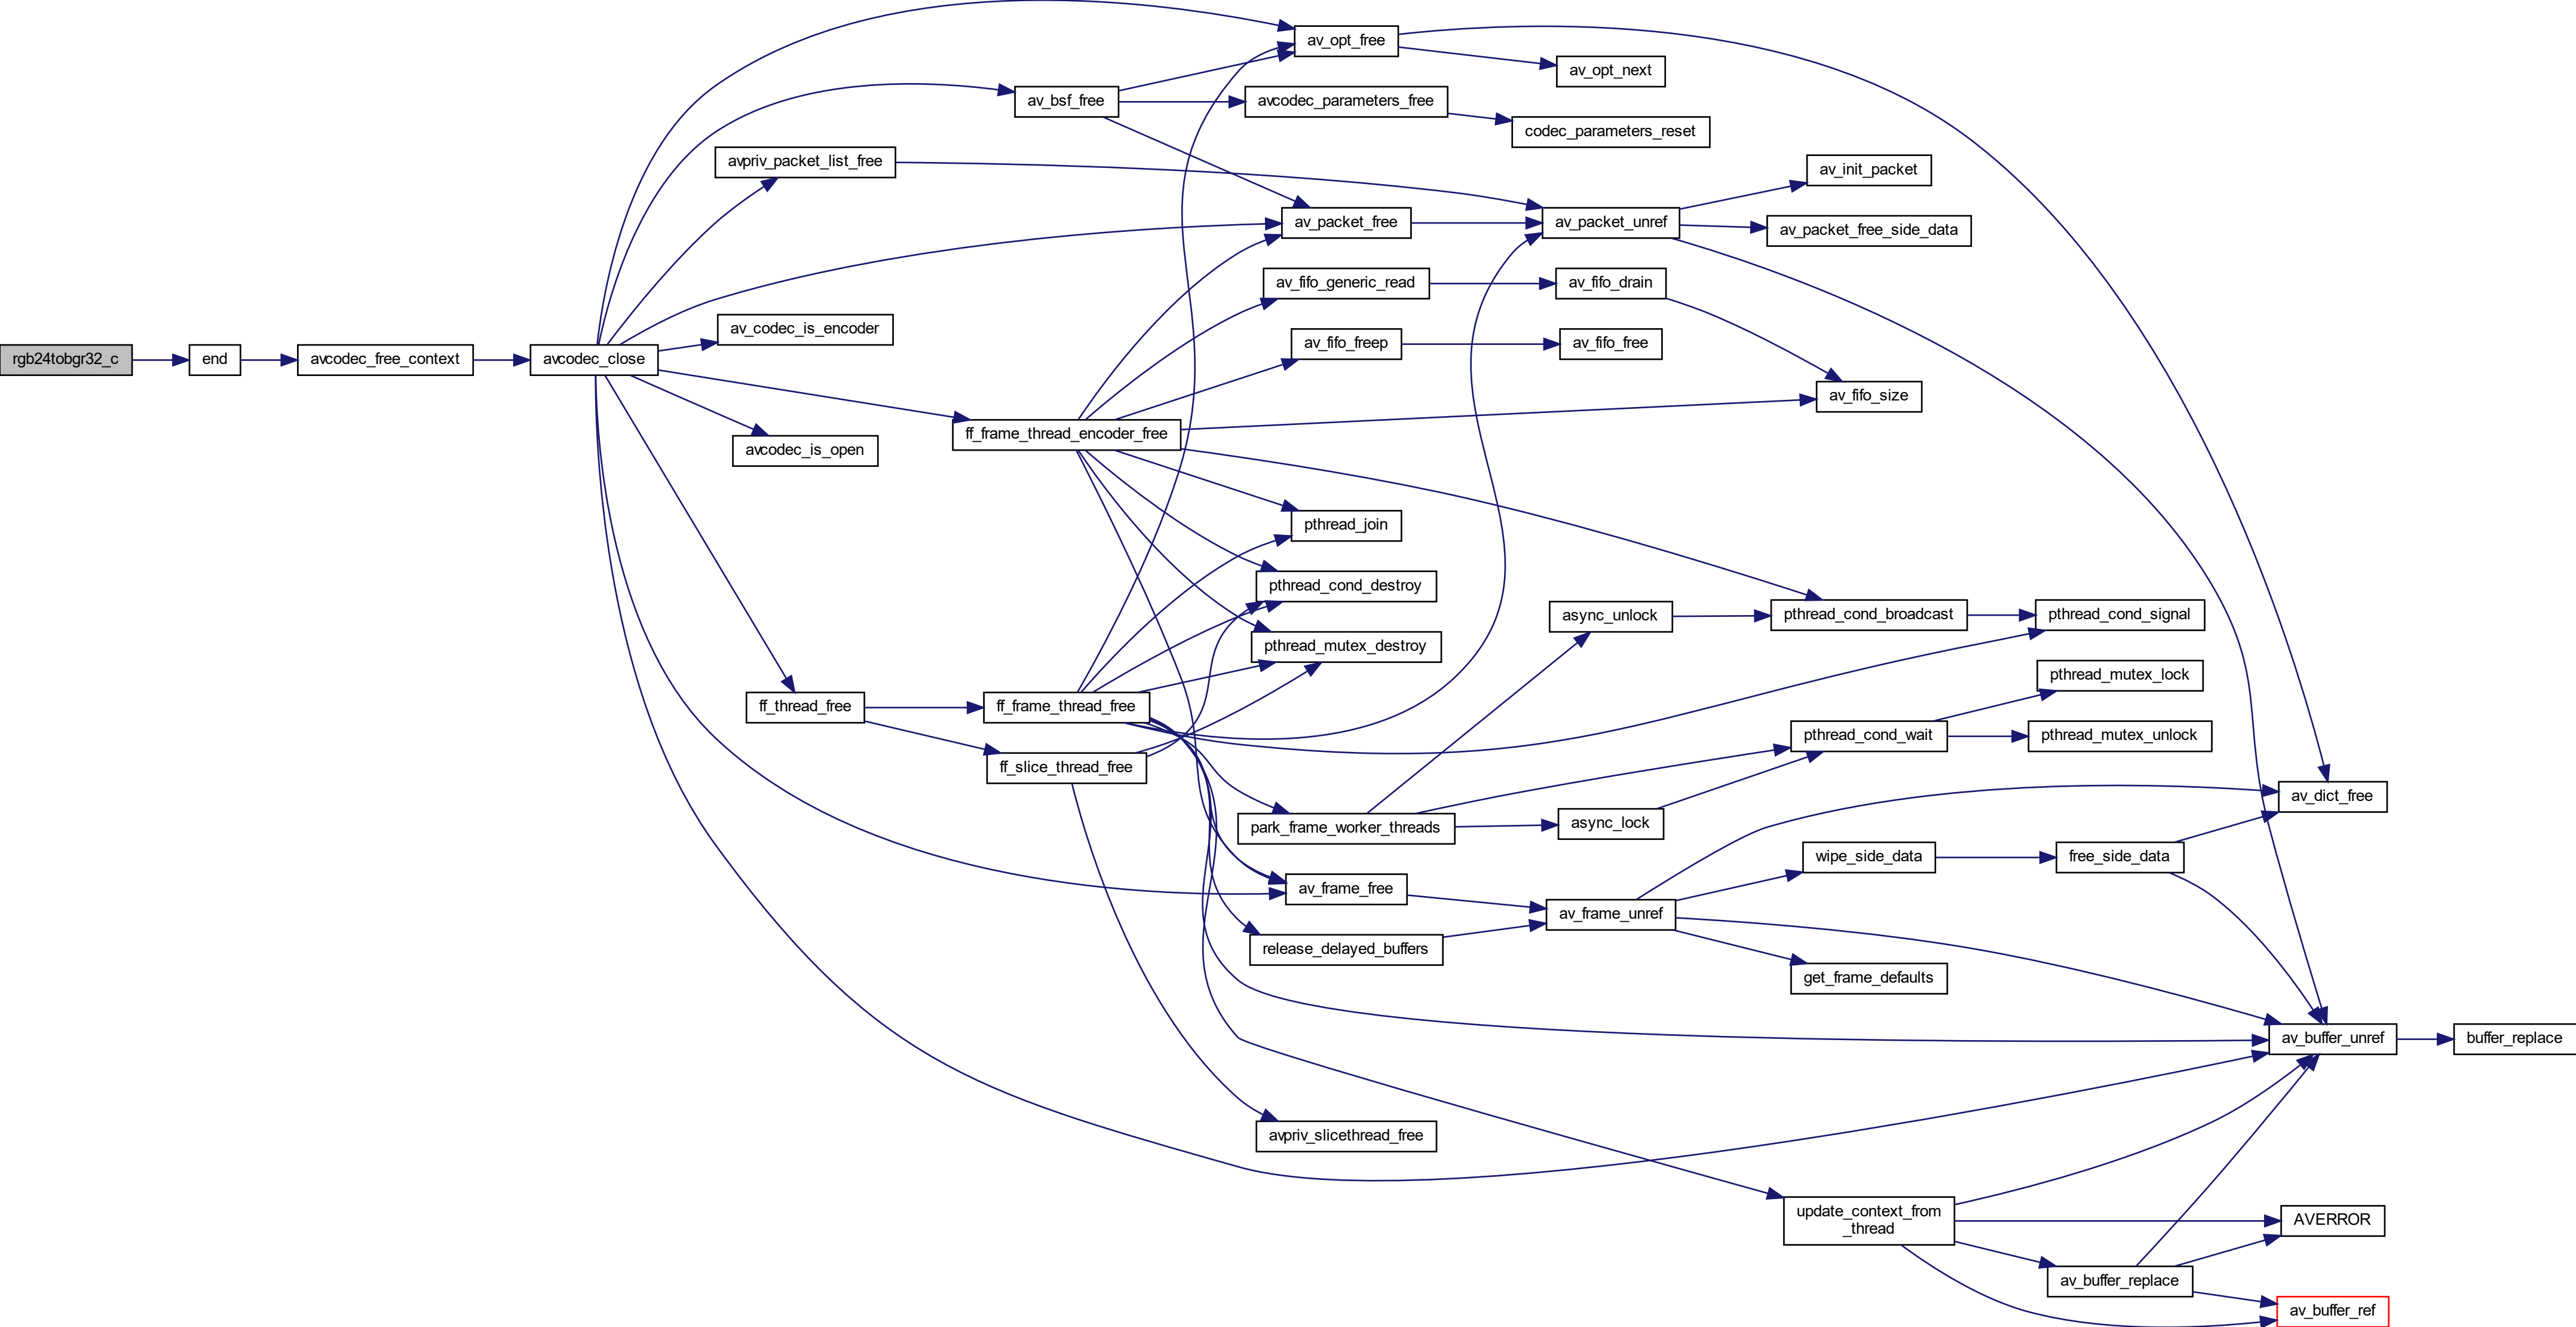 rgb24tobgr32_c
end
avcodec_free_context
avcodec_close
av_opt_free
av_opt_next
av_bsf_free
avcodec_parameters_free
codec_parameters_reset
avpriv_packet_list_free
av_init_packet
av_packet_free
av_packet_unref
av_packet_free_side_data
av_fifo_generic_read
av_fifo_drain
av_codec_is_encoder
av_fifo_freep
av_fifo_free
av_fifo_size
ff_frame_thread_encoder_free
avcodec_is_open
pthread_join
pthread_cond_destroy
async_unlock
pthread_cond_broadcast
pthread_cond_signal
pthread_mutex_destroy
pthread_mutex_lock
ff_thread_free
ff_frame_thread_free
pthread_cond_wait
pthread_mutex_unlock
ff_slice_thread_free
av_dict_free
park_frame_worker_threads
async_lock
wipe_side_data
free_side_data
av_frame_free
av_frame_unref
release_delayed_buffers
get_frame_defaults
av_buffer_unref
buffer_replace
avpriv_slicethread_free
update_context_from
_thread
AVERROR
av_buffer_replace
av_buffer_ref